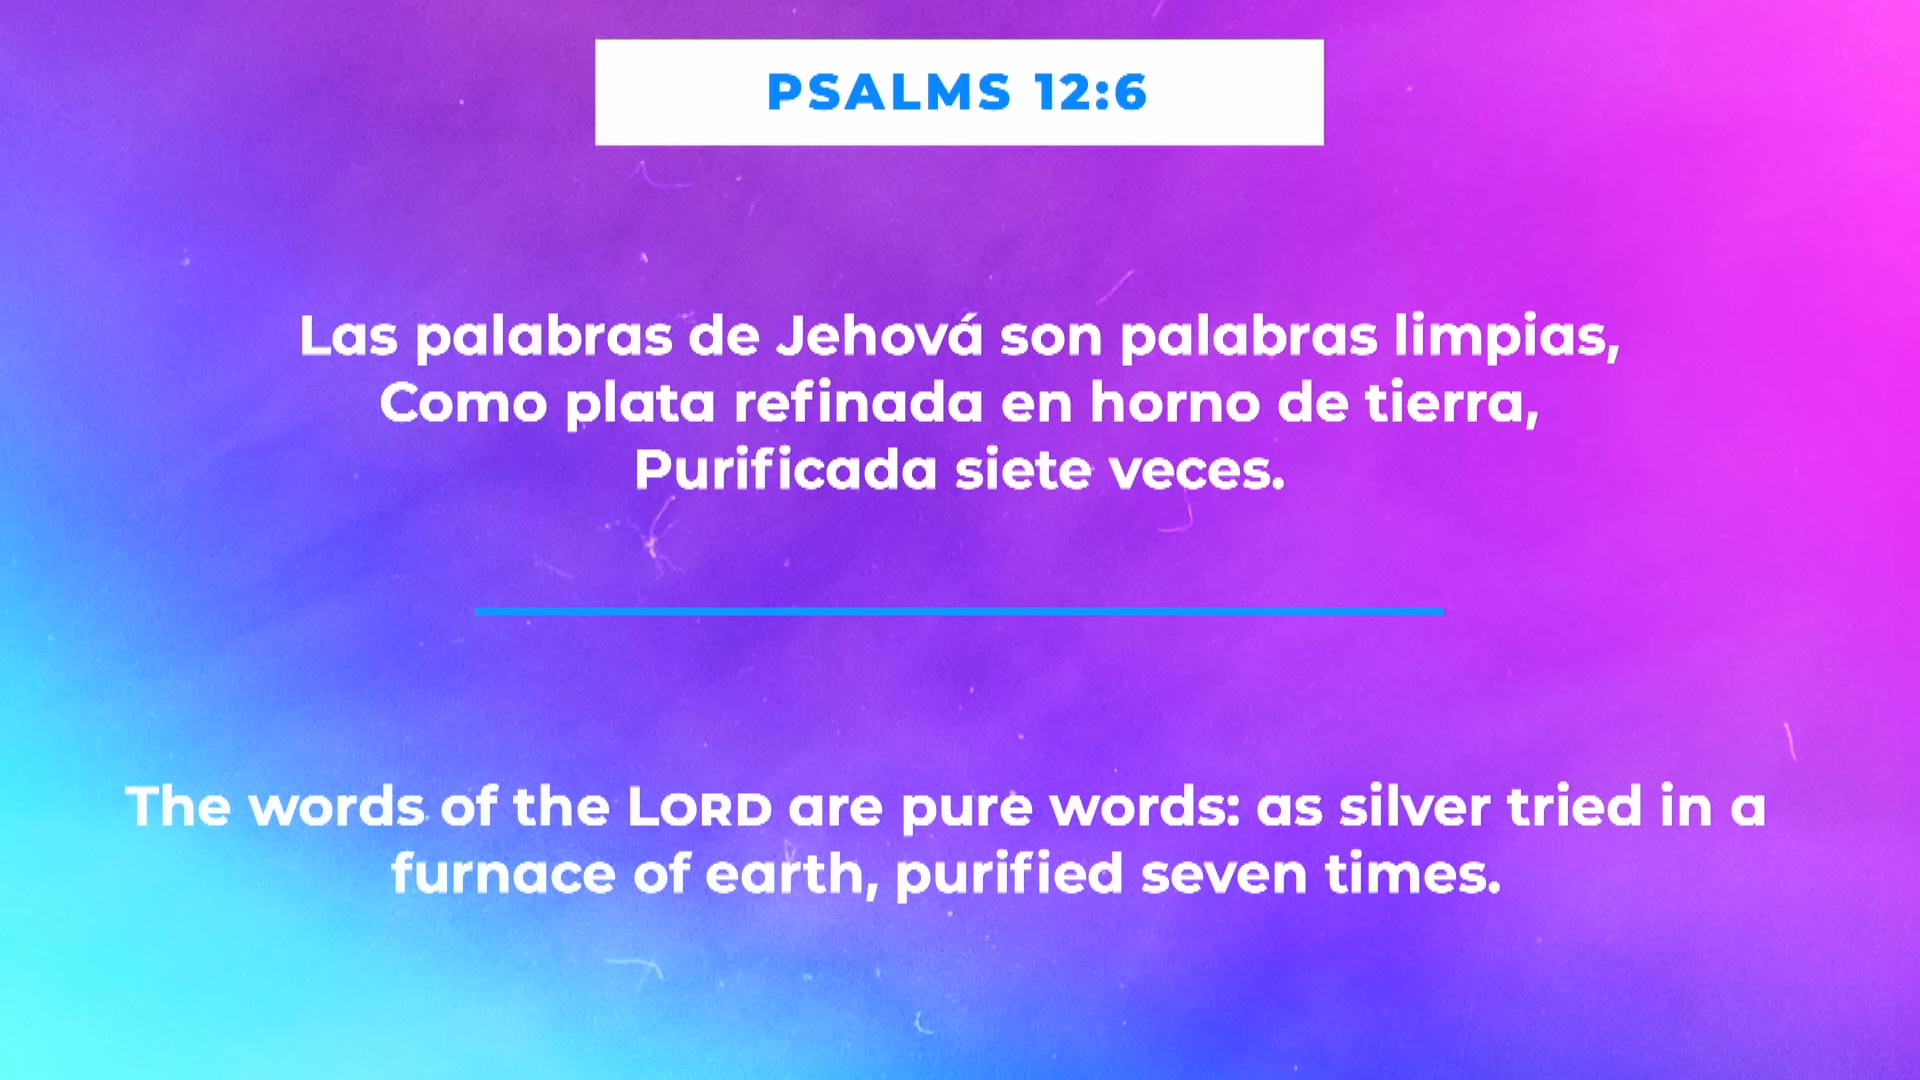 PSALMS 12:6
Las palabras de Jehová son palabras limpias,
Como plata refinada en horno de tierra,
Purificada siete veces.
The words of the LORD are pure words: as silver tried in a
furnace of earth, purified seven times.